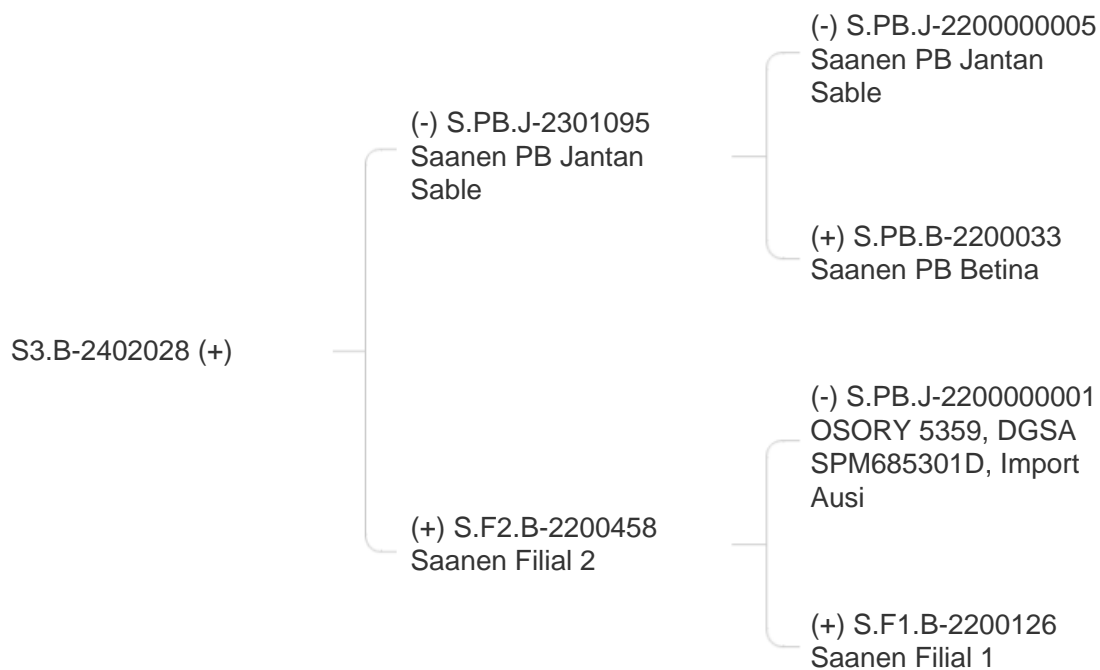 (-) S.PB.J-2200000005
Saanen PB Jantan
Sable
(-) S.PB.J-2301095
Saanen PB Jantan
Sable
(+) S.PB.B-2200033
Saanen PB Betina
S3.B-2402028 (+)
(-) S.PB.J-2200000001
OSORY 5359, DGSA
SPM685301D, Import
Ausi
(+) S.F2.B-2200458
Saanen Filial 2
(+) S.F1.B-2200126
Saanen Filial 1